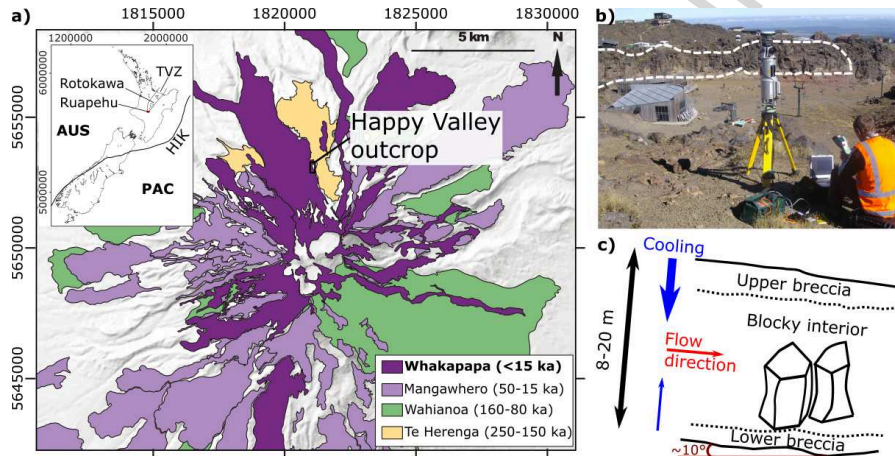 a)
1815000
1820000
1825000
1830000
1200000
2000000
6000000
5000000
TVZ
Rotokawa
Ruapehu
AUS
HIK
PAC
5 km
N
Happy Valley
outcrop
5655000
5650000
5645000
Whakapapa (<15 ka)
Mangawhero (50-15 ka)
Wahianoa (160-80 ka)
Te Herenga (250-150 ka)
b)
c)
Cooling
Upper breccia
Blocky interior
8-20 m
Flow
direction
Lower breccia
~10°